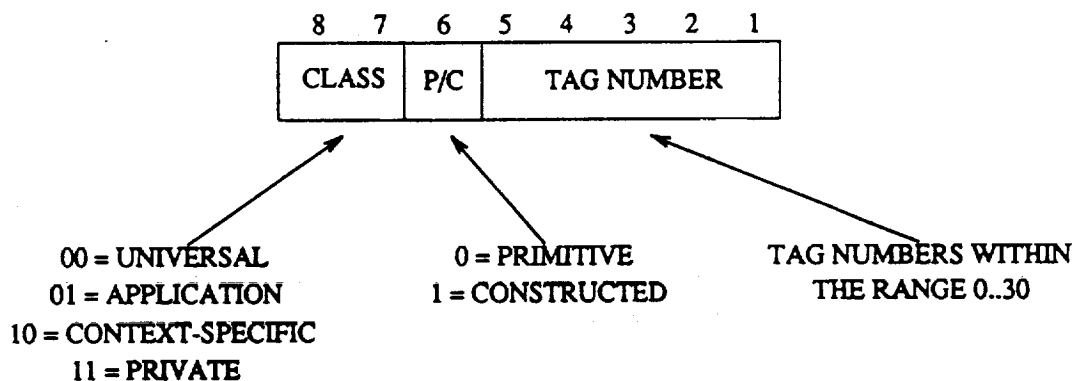 8 7 6 5 4 3 2 1
CLASS P/C TAG NUMBER
00 = UNIVERSAL
01 = APPLICATION
10 = CONTEXT-SPECIFIC
11 = PRIVATE
0 = PRIMITIVE
1 = CONSTRUCTED
TAG NUMBERS WITHIN
THE RANGE 0..30